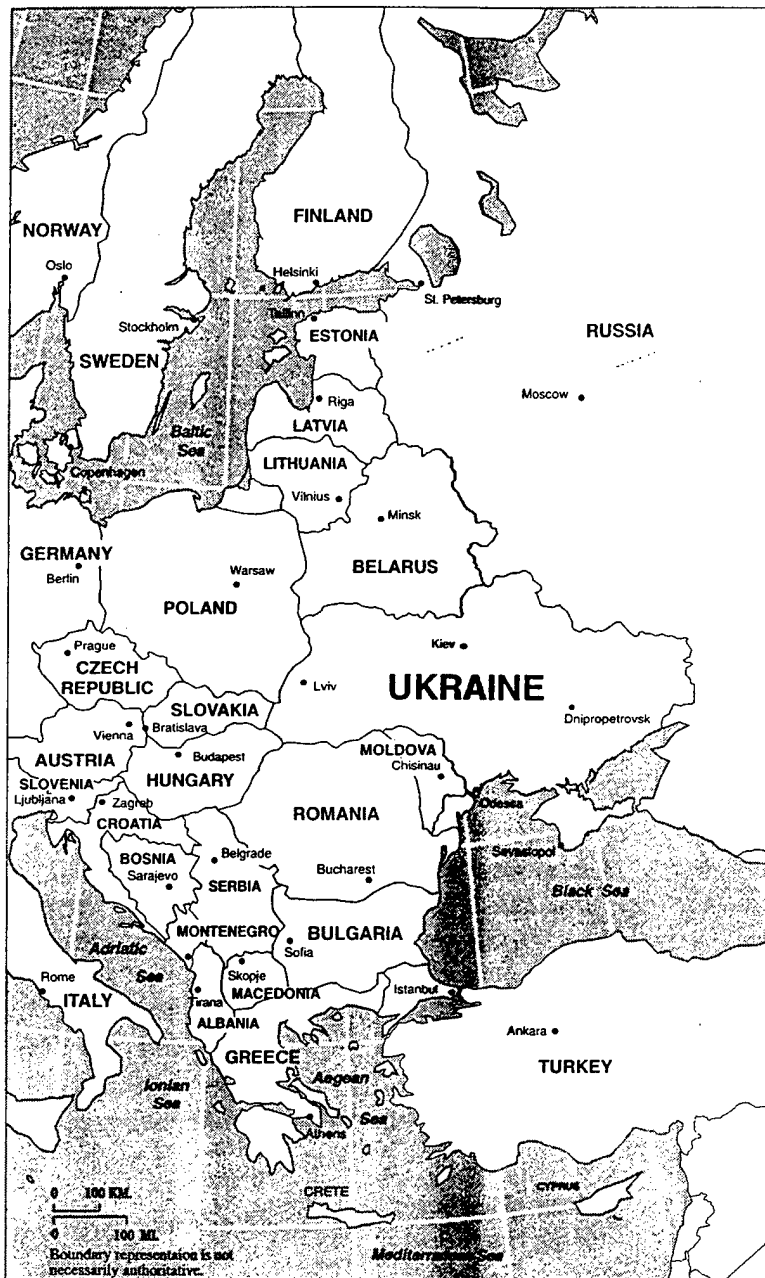 FINLAND
NORWAY
Oslo
Helsinki
St. Petersburg
Tallinn
Stockholm
ESTONIA
RUSSIA
SWEDEN
Moscow
Riga
LATVIA
Baltic
Sea
LITHUANIA
Copenhagen
Vilnius
Minsk
GERMANY
Berlin
Warsaw
BELARUS
POLAND
Kiev
Prague
CZECH
REPUBLIC
Lviv
UKRAINE
SLOVAKIA
Dnipropetrovsk
Vienna
Bratislava
AUSTRIA
Budapest
MOLDOVA
Chisinau
HUNGARY
SLOVENIA
Ljubljana
Zagreb
CROATIA
ROMANIA
Odessa
BOSNIA
Sarajevo
Belgrade
SERBIA
Bucharest
Sevastopol
Black Sea
MONTENEGRO
BULGARIA
Sofia
Adriatic
Sea
Rome
ITALY
Skopje
MACEDONIA
Tirana
ALBANIA
Istanbul
Ankara
TURKEY
GREECE
Ionian
Sea
Aegean
Sea
Athens
CRETE
CYPRUS
0 100 KM.
0 100 MI.
Boundary representaion is not
necessarily authoritative.
Mediterranean Sea